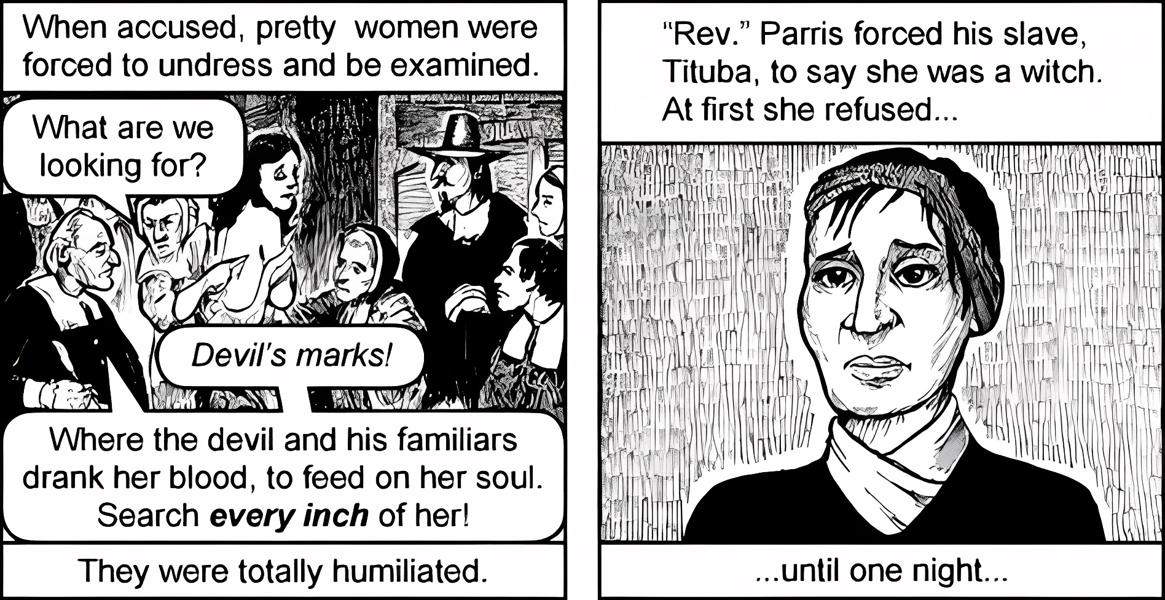 When accused, pretty  women were
forced to undress and be examined.
What are we
looking for?
Devil's marks!
Where the devil and his familiars
drank her blood, to feed on her soul.
Search every inch of her!
They were totally humiliated.
"Rev." Parris forced his slave,
Tituba, to say she was a witch.
At first she refused...
...until one night...